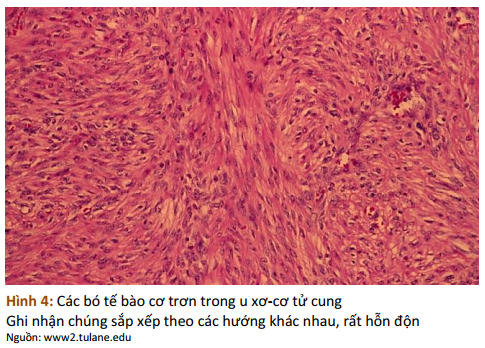 Hình 4: Các bó tế bào cơ trơn trong u xơ-cơ tử cung
Ghi nhận chúng sắp xếp theo các hướng khác nhau, rất hỗn độn
Nguồn: www2.tulane.edu